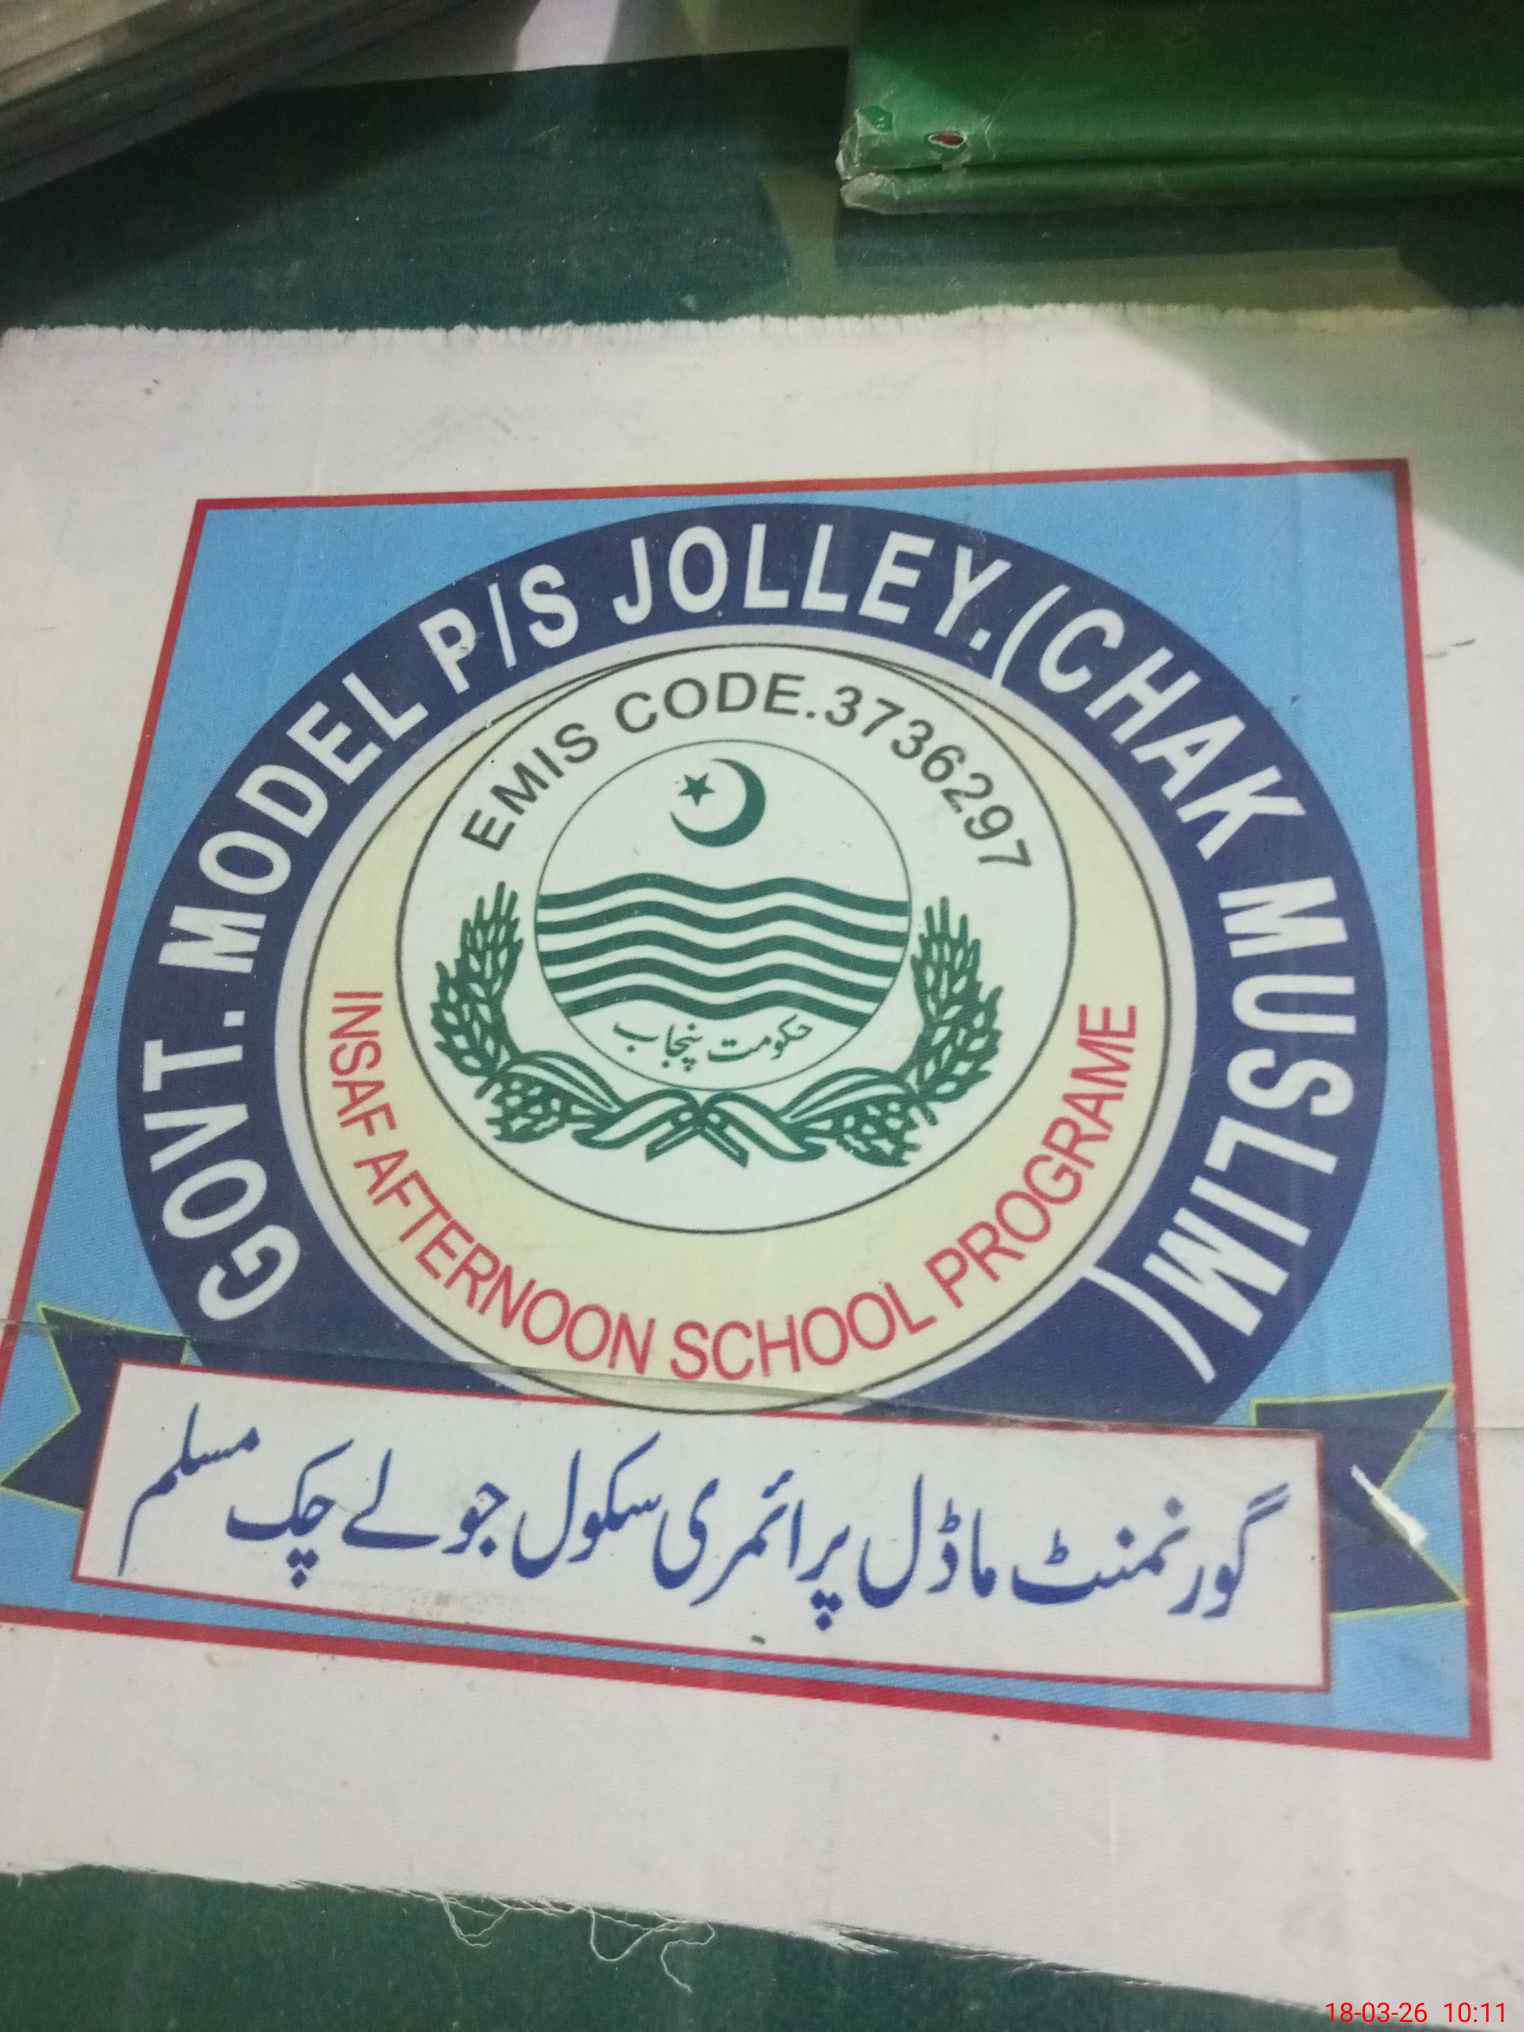 GOVT. MODEL P/S JOLLEY.(CHAK MUSLIM)
EMIS CODE.3736297
حکومت پنجاب
INSAF AFTERNOON SCHOOL PROGRAME
گورنمنٹ ماڈل پرائمری سکول جولے چک مسلم
18-03-26 10:11